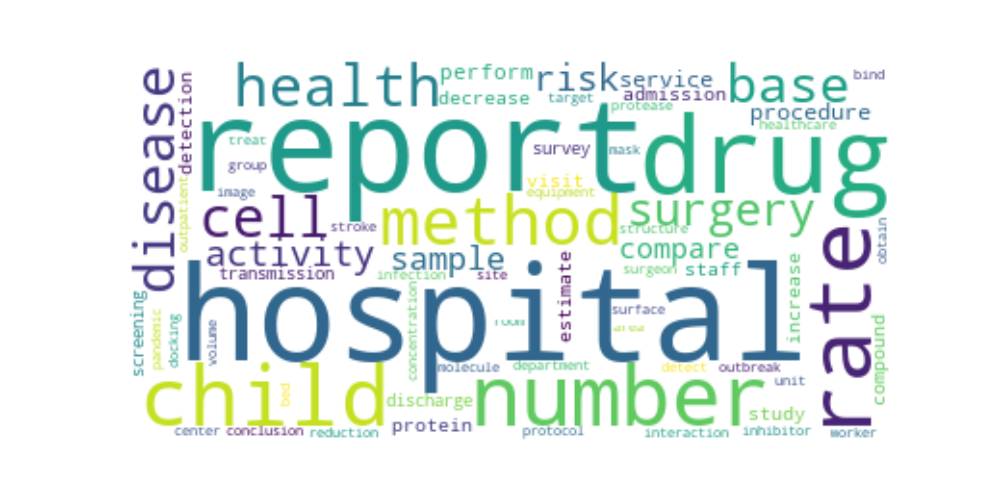 disease
detection
health
perform
decrease
risk
service
target
admission
protease
base
bind
procedure
healthcare
report
drug
treat
group
image
survey
mask
visit
equipment
outpatient
cell
stroke
method
surgery
structure
obtain
activity
transmission
sample
infection
site
compare
surgeon
staff
rate
screening
pandemic
docking
volume
hospital
concentration
room
estimate
surface
area
increase
compound
molecule
department
detect
outbreak
unit
child
bed
discharge
number
study
center
conclusion
reduction
protein
protocol
interaction
inhibitor
worker